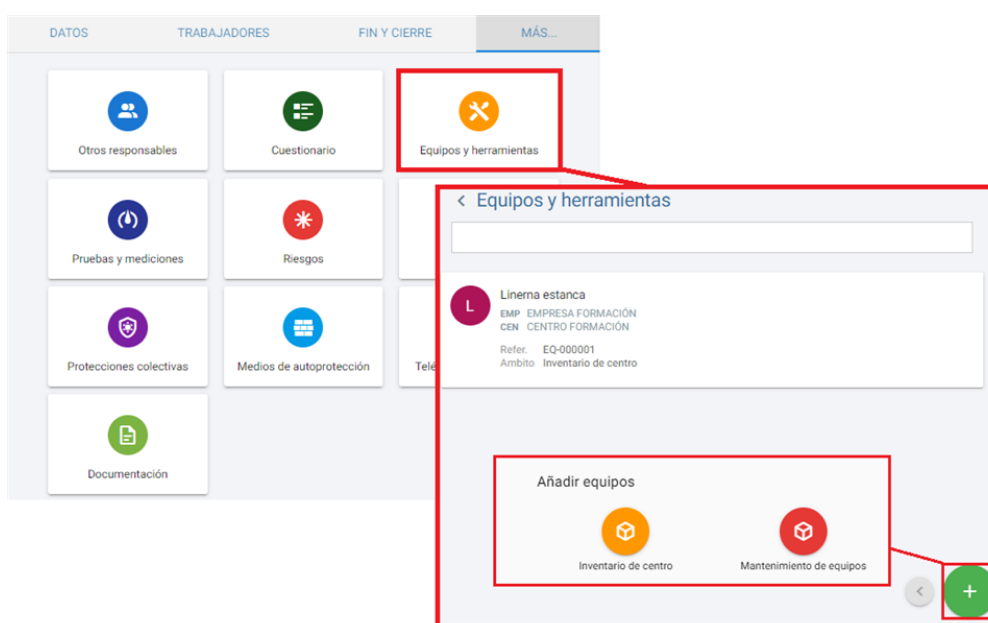 DATOS
TRABAJADORES
FIN Y CIERRE
MÁS...
Otros responsables
Cuestionario
Equipos y herramientas
Pruebas y mediciones
Riesgos
Protecciones colectivas
Medios de autoprotección
Documentación
< Equipos y herramientas
L
Linerna estanca
EMP EMPRESA FORMACIÓN
CEN CENTRO FORMACIÓN
Refer. EQ-000001
Ambito Inventario de centro
Añadir equipos
Inventario de centro
Mantenimiento de equipos